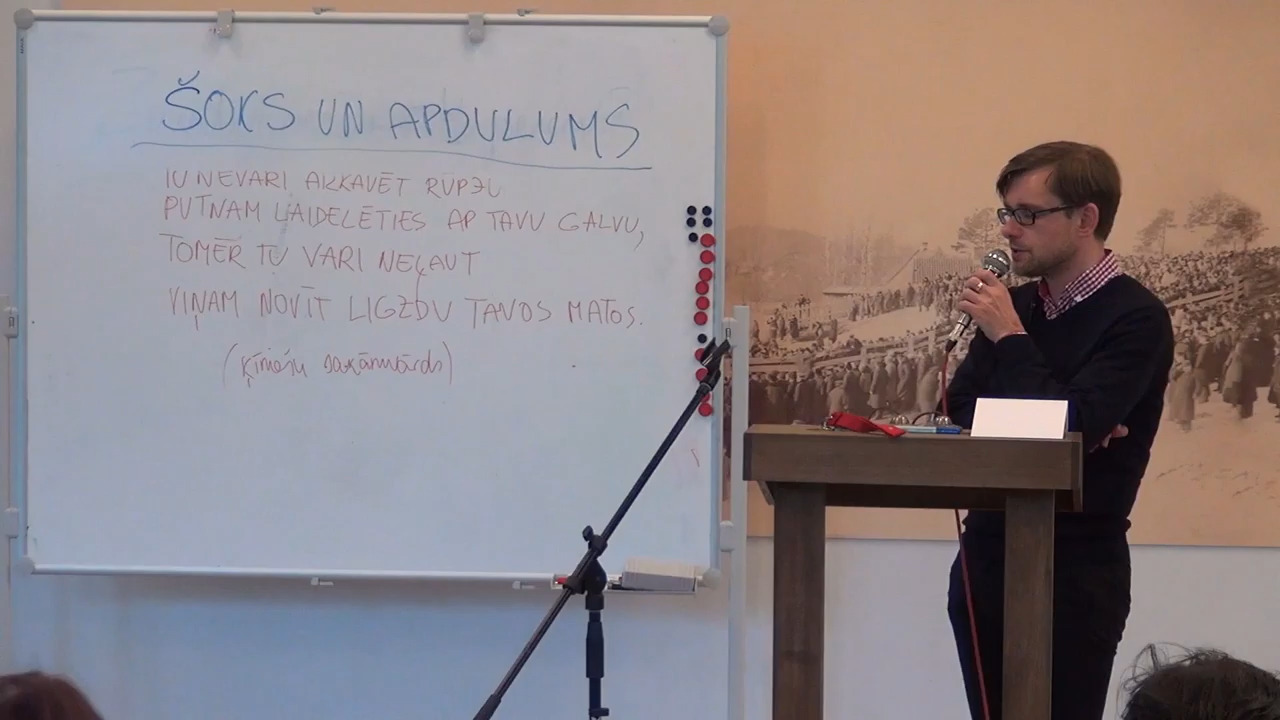 ŠOKS UN APDULUMS
TU NEVARI AIZKAVĒT RŪPJU
PUTNAM LAIDELĒTIES AP TAVU GALVU,
TOMĒR TU VARI NEĻAUT
VIŅAM NOVĪT LIGZDU TAVOS MATOS.
(ķīniešu sakāmvārds)